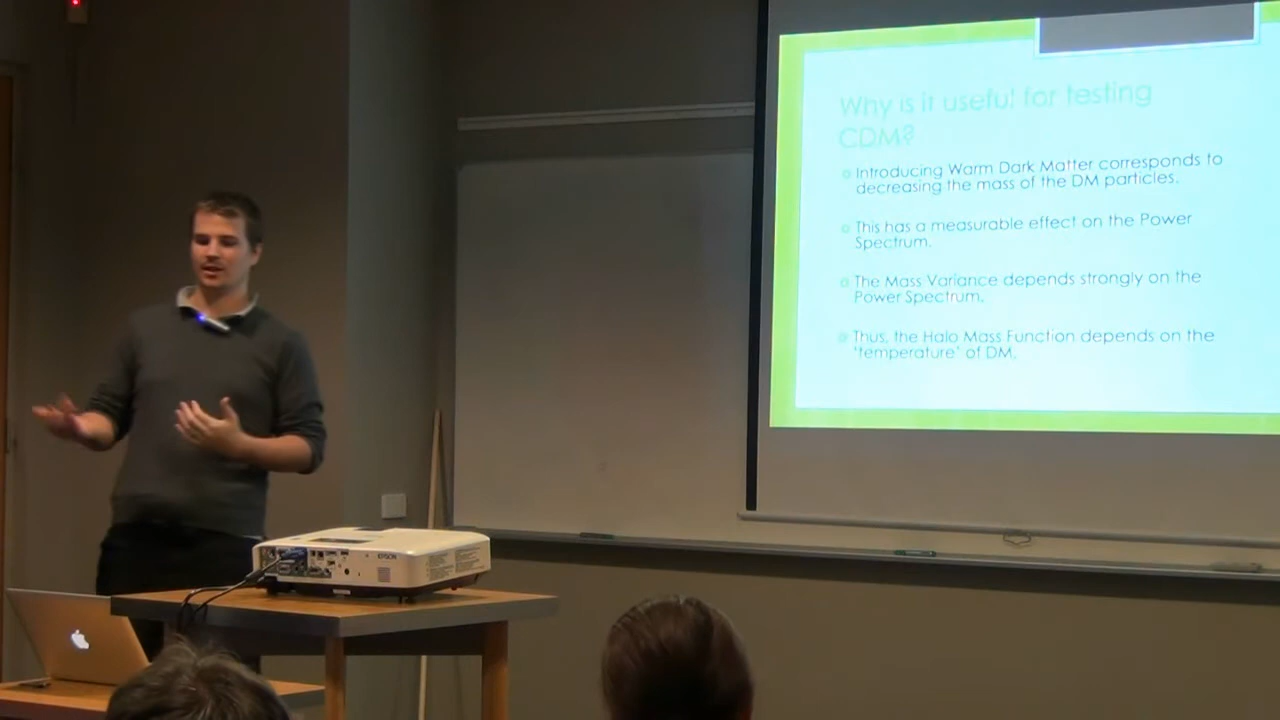 Why is it useful for testing
CDM?
Introducing Warm Dark Matter corresponds to
decreasing the mass of the DM particles.
This has a measurable effect on the Power
Spectrum.
The Mass Variance depends strongly on the
Power Spectrum.
Thus, the Halo Mass Function depends on the
'temperature' of DM.
EPSON